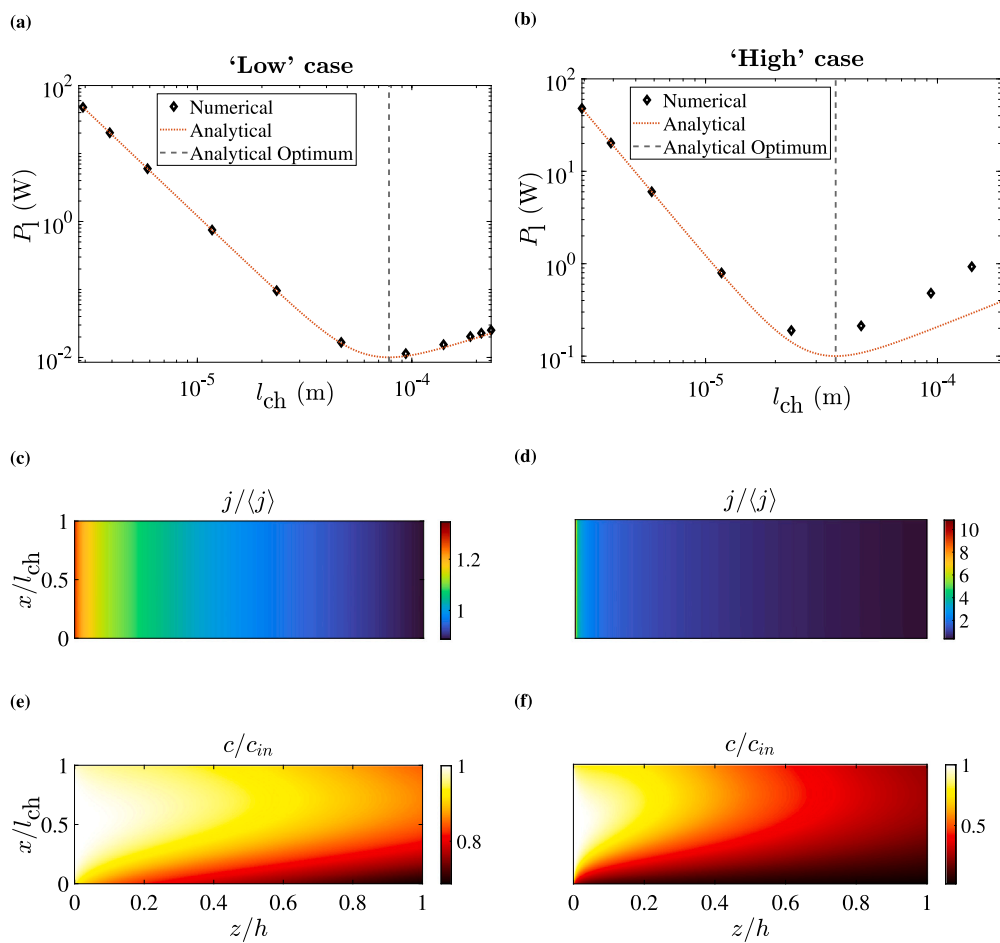 (a)
(b)
'Low' case
'High' case
10^2
10^0
10^-2
P_l (W)
Numerical
Analytical
Analytical Optimum
10^-5
10^-4
l_ch (m)
10^2
10^1
10^0
10^-1
P_l (W)
Numerical
Analytical
Analytical Optimum
10^-5
10^-4
l_ch (m)
(c)
(d)
j/⟨j⟩
j/⟨j⟩
1
0.5
0
x/l_ch
1.2
1
10
8
6
4
2
(e)
(f)
c/c_in
c/c_in
1
0.5
0
x/l_ch
0 0.2 0.4 0.6 0.8 1
z/h
1
0.8
0 0.2 0.4 0.6 0.8 1
z/h
1
0.5